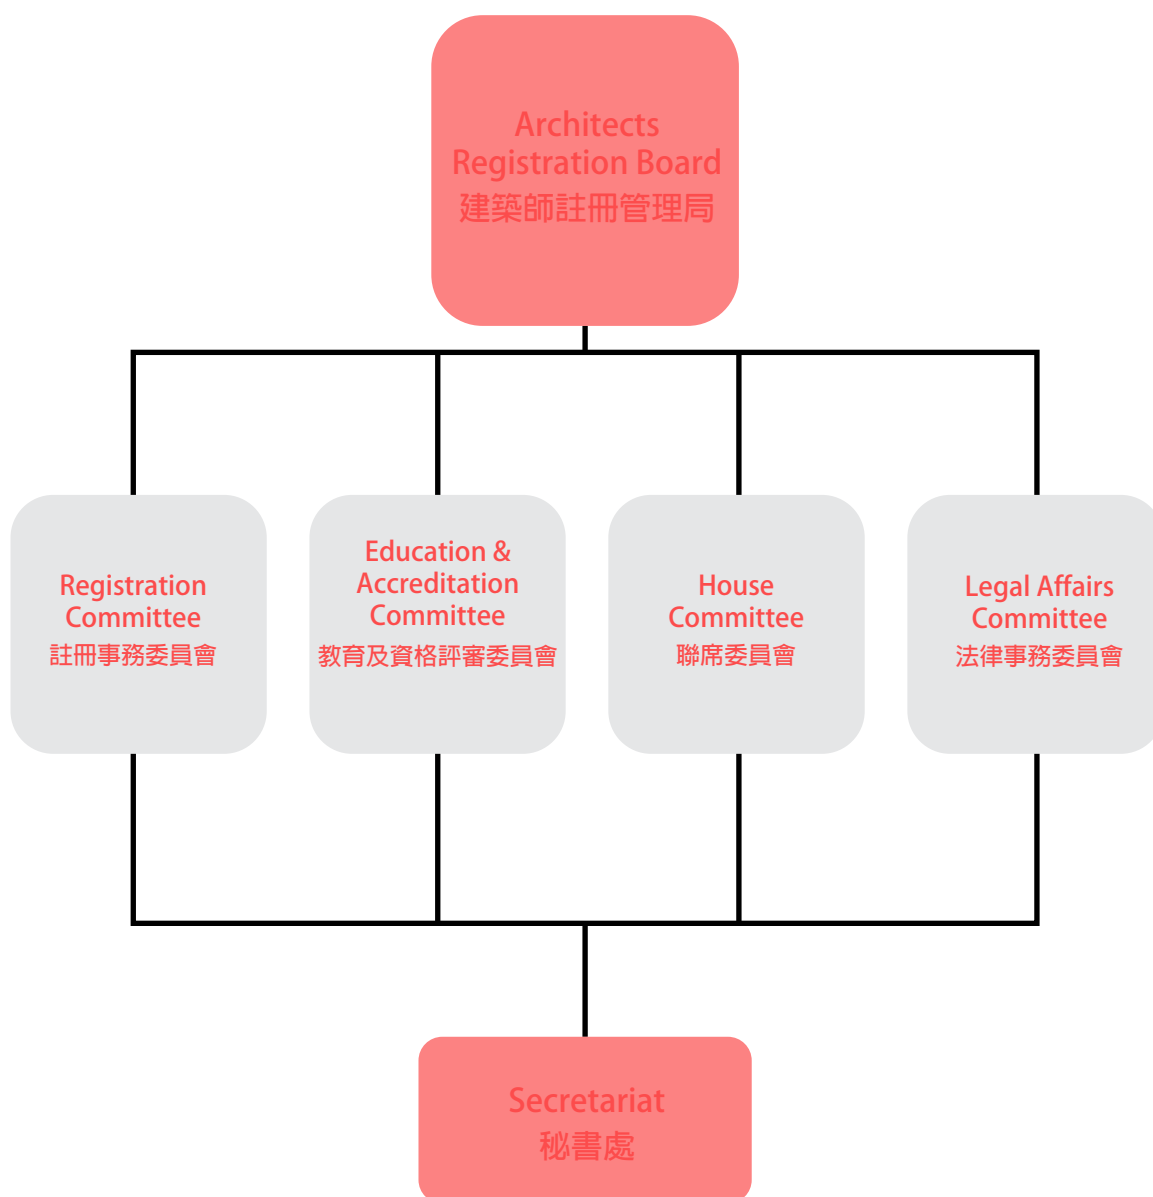 Architects
Registration Board
建築師註冊管理局
Registration
Committee
註冊事務委員會
Education &
Accreditation
Committee
教育及資格評審委員會
House
Committee
聯席委員會
Legal Affairs
Committee
法律事務委員會
Secretariat
秘書處